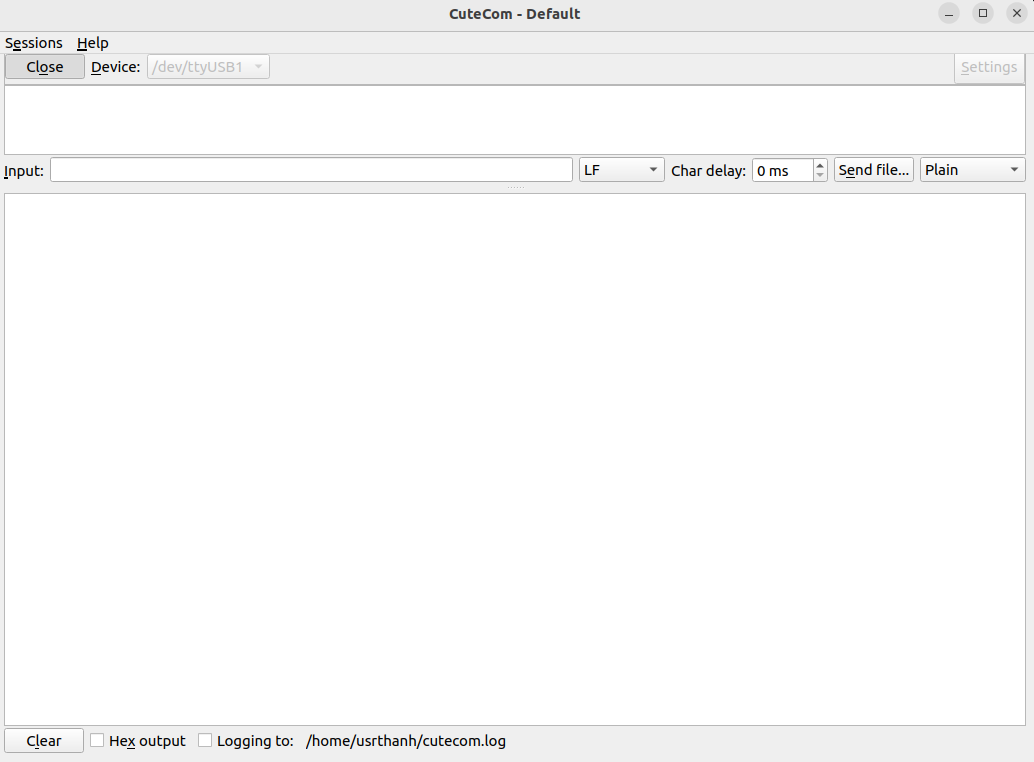 CuteCom - Default
Sessions Help
Close Device: /dev/ttyUSB1 Settings
Input: LF Char delay: 0 ms Send file... Plain
Clear Hex output Logging to: /home/usrthanh/cutecom.log